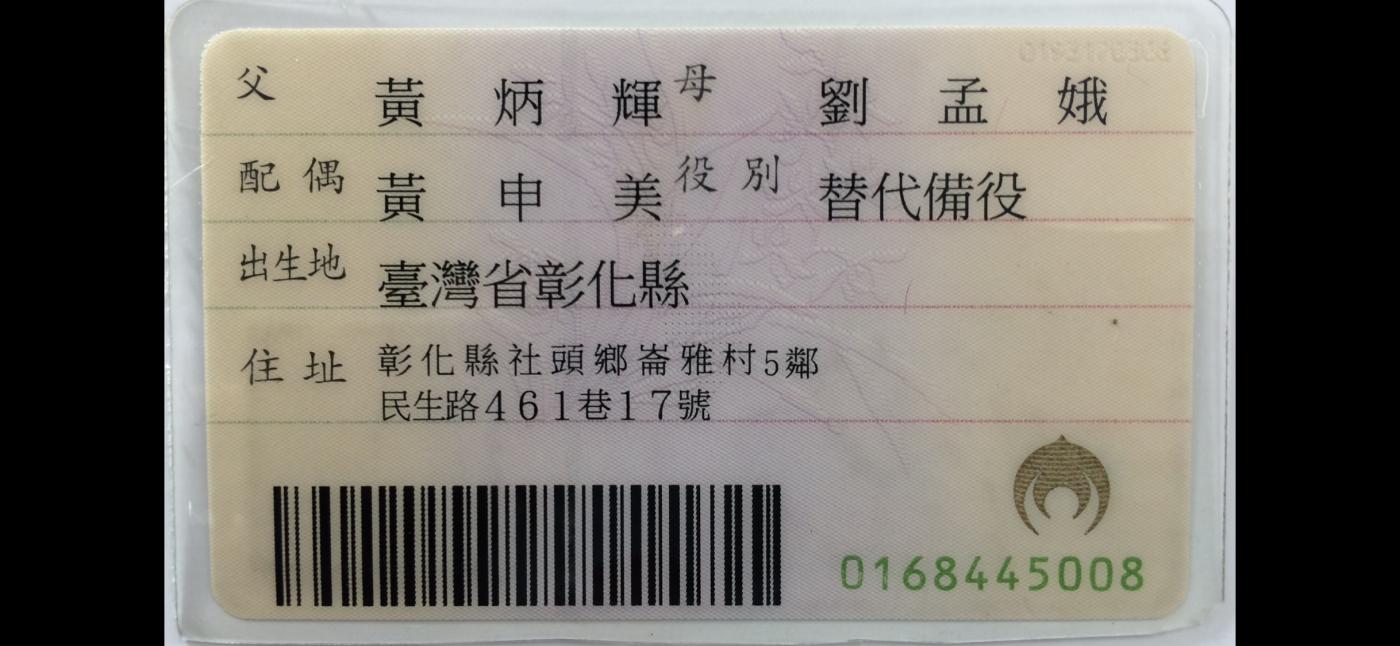 父 黃炳輝 母 劉孟娥
配偶 黃申美 役別 替代備役
出生地 臺灣省彰化縣
住址 彰化縣社頭鄉崙雅村5鄰
民生路461巷17號
0168445008